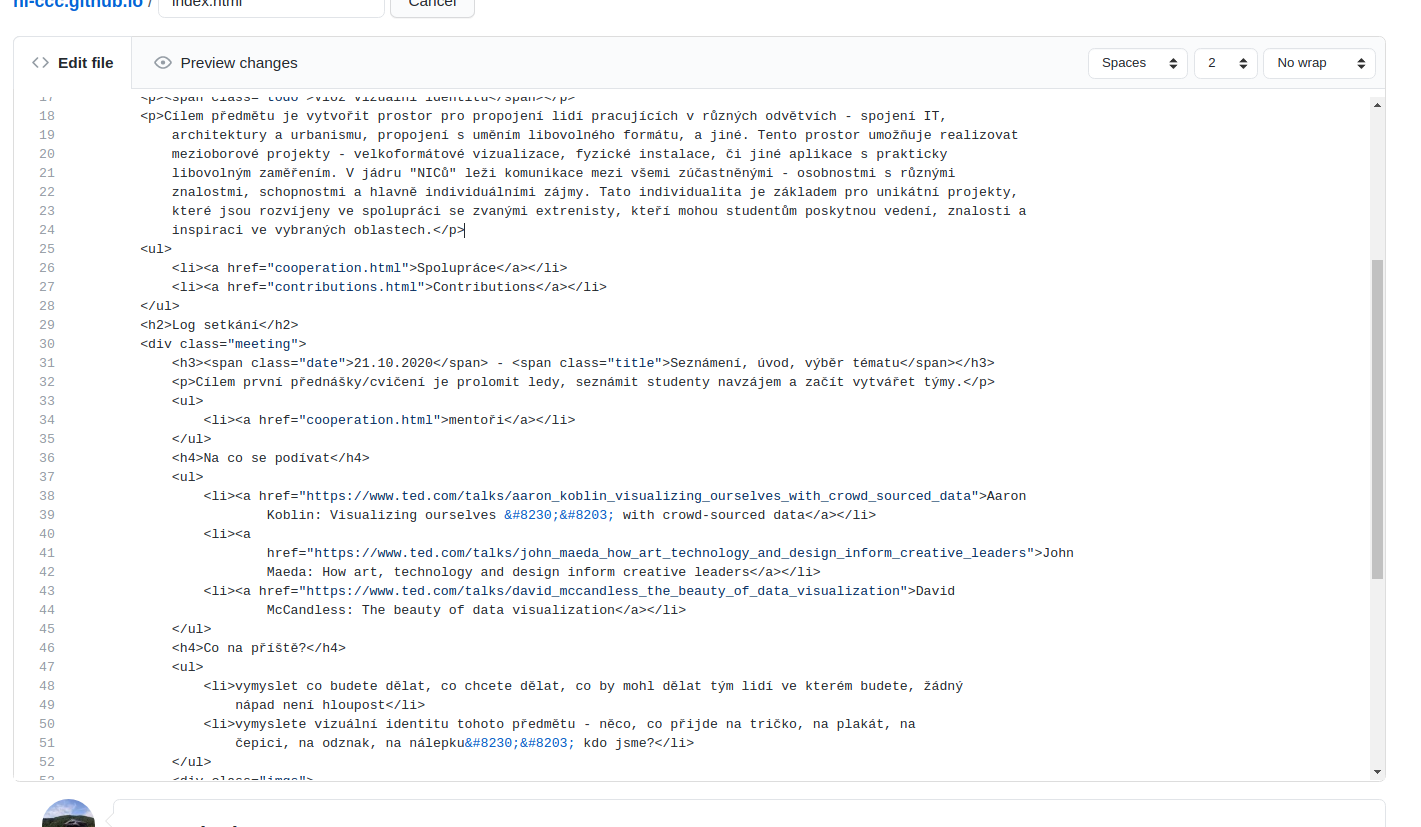 ni-ccc.github.io / index.html Cancel
Edit file Preview changes Spaces 2 No wrap
17 <p><span class="todo">Vlož vizuální identitu</span></p>
18 <p>Cílem předmětu je vytvořit prostor pro propojení lidí pracujících v různých odvětvích - spojení IT,
19 architektury a urbanismu, propojení s uměním libovolného formátu, a jiné. Tento prostor umožňuje realizovat
20 mezioborové projekty - velkoformátové vizualizace, fyzické instalace, či jiné aplikace s prakticky
21 libovolným zaměřením. V jádru "NICů" leži komunikace mezi všemi zúčastněnými - osobnostmi s různými
22 znalostmi, schopnostmi a hlavně individuálními zájmy. Tato individualita je základem pro unikátní projekty,
23 které jsou rozvíjeny ve spolupráci se zvanými extrenisty, kteří mohou studentům poskytnou vedení, znalosti a
24 inspiraci ve vybraných oblastech.</p>
25 <ul>
26 <li><a href="cooperation.html">Spolupráce</a></li>
27 <li><a href="contributions.html">Contributions</a></li>
28 </ul>
29 <h2>Log setkání</h2>
30 <div class="meeting">
31 <h3><span class="date">21.10.2020</span> - <span class="title">Seznámení, úvod, výběr tématu</span></h3>
32 <p>Cílem první přednášky/cvičení je prolomit ledy, seznámit studenty navzájem a začít vytvářet týmy.</p>
33 <ul>
34 <li><a href="cooperation.html">mentoři</a></li>
35 </ul>
36 <h4>Na co se podívat</h4>
37 <ul>
38 <li><a href="https://www.ted.com/talks/aaron_koblin_visualizing_ourselves_with_crowd_sourced_data">Aaron
39 Koblin: Visualizing ourselves &#8230;&#8203; with crowd-sourced data</a></li>
40 <li><a
41 href="https://www.ted.com/talks/john_maeda_how_art_technology_and_design_inform_creative_leaders">John
42 Maeda: How art, technology and design inform creative leaders</a></li>
43 <li><a href="https://www.ted.com/talks/david_mccandless_the_beauty_of_data_visualization">David
44 McCandless: The beauty of data visualization</a></li>
45 </ul>
46 <h4>Co na příště?</h4>
47 <ul>
48 <li>vymyslet co budete dělat, co chcete dělat, co by mohl dělat tým lidí ve kterém budete, žádný
49 nápad není hloupost</li>
50 <li>vymyslete vizuální identitu tohoto předmětu - něco, co přijde na tričko, na plakát, na
51 čepici, na odznak, na nálepku&#8230;&#8203; kdo jsme?</li>
52 </ul>
53 <div class="imgs">